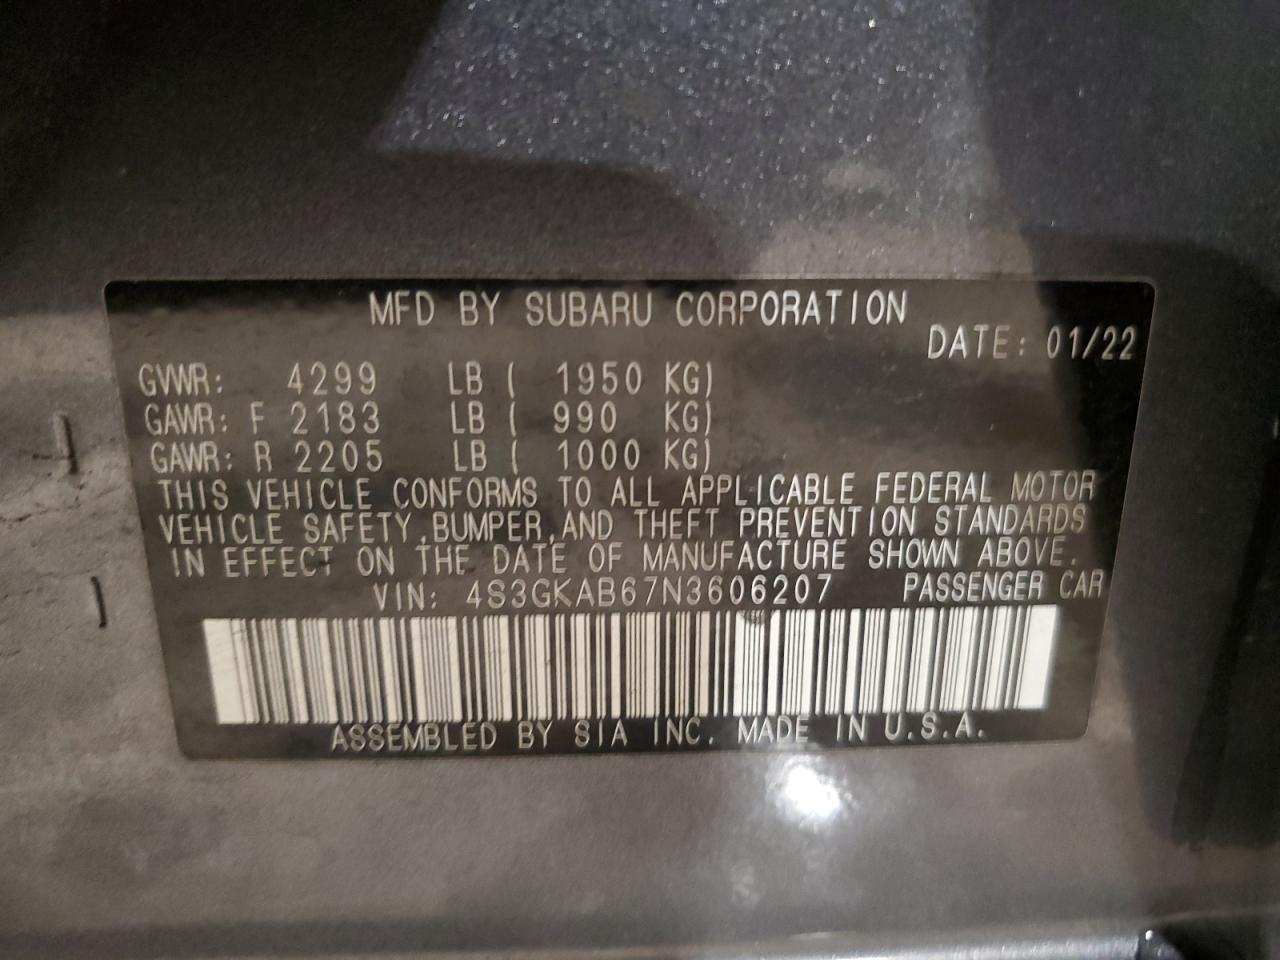 MFD BY SUBARU CORPORATION
DATE: 01/22
GVWR: 4299 LB ( 1950 KG)
GAWR: F 2183 LB ( 990 KG)
GAWR: R 2205 LB ( 1000 KG)
THIS VEHICLE CONFORMS TO ALL APPLICABLE FEDERAL MOTOR
VEHICLE SAFETY,BUMPER,AND THEFT PREVENTION STANDARDS
IN EFFECT ON THE DATE OF MANUFACTURE SHOWN ABOVE.
VIN: 4S3GKAB67N3606207 PASSENGER CAR
ASSEMBLED BY SIA INC. MADE IN U.S.A.